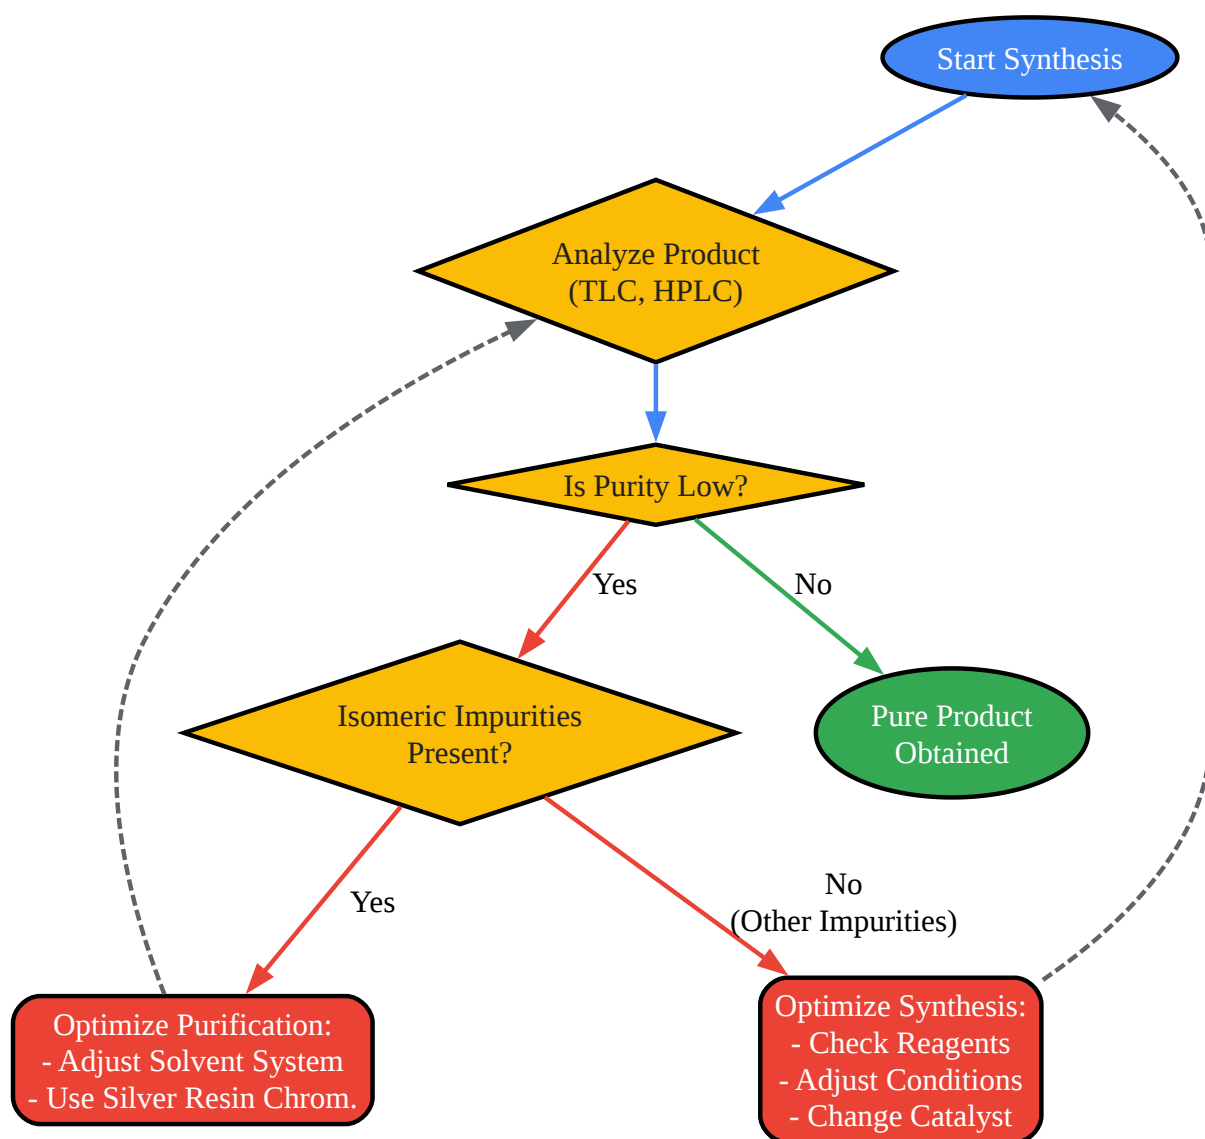 Start Synthesis
Analyze Product
(TLC, HPLC)
Is Purity Low?
Yes
No
Isomeric Impurities
Present?
Pure Product
Obtained
Yes
No
(Other Impurities)
Optimize Purification:
- Adjust Solvent System
- Use Silver Resin Chrom.
Optimize Synthesis:
- Check Reagents
- Adjust Conditions
- Change Catalyst